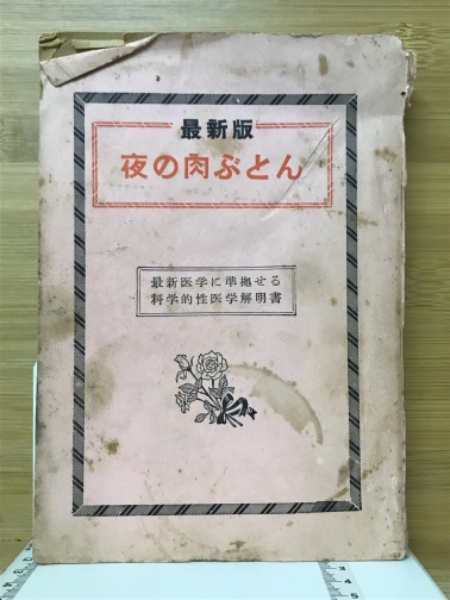 最新版
夜の肉ぶとん
最新医学に準拠せる
科学的性医学解明書